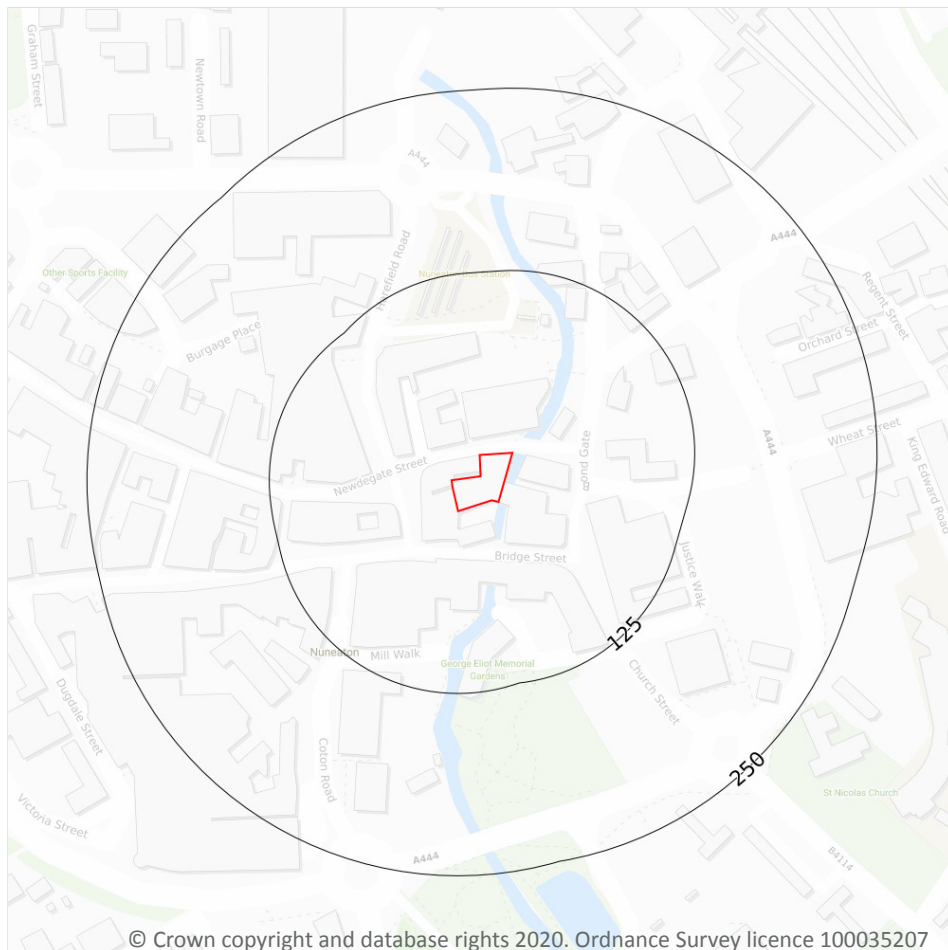 Graham Street
Newtown Road
A444
A444
Other Sports Facility
Harefield Road
Nuneaton Bus Station
Regent Street
Burgage Place
Orchard Street
A444
Wheat Street
King Edward Road
Newdegate Street
Bond Gate
Bridge Street
Justice Walk
125
Nuneaton
Mill Walk
George Eliot Memorial
Gardens
Church Street
Dugdale Street
Coton Road
250
St Nicolas Church
Victoria Street
A444
B4114
© Crown copyright and database rights 2020. Ordnance Survey licence 100035207